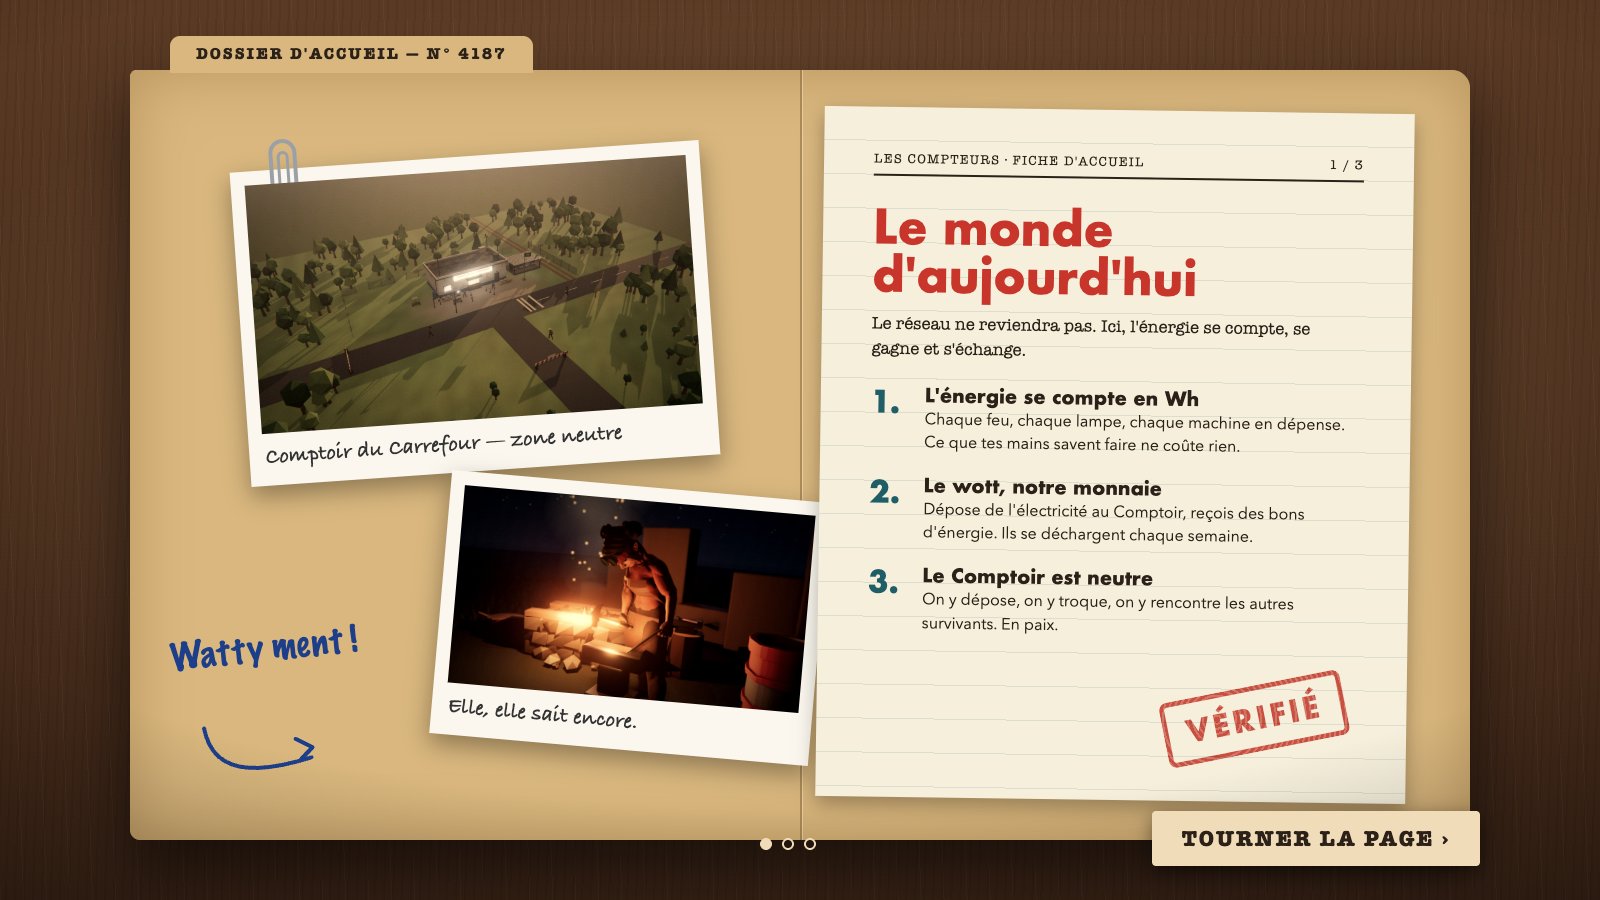 DOSSIER D'ACCUEIL — N° 4187
Comptoir du Carrefour — zone neutre
Elle, elle sait encore.
Watty ment !
LES COMPTEURS · FICHE D'ACCUEIL 1 / 3
Le monde
d'aujourd'hui
Le réseau ne reviendra pas. Ici, l'énergie se compte, se
gagne et s'échange.
1. L'énergie se compte en Wh
Chaque feu, chaque lampe, chaque machine en dépense.
Ce que tes mains savent faire ne coûte rien.
2. Le wott, notre monnaie
Dépose de l'électricité au Comptoir, reçois des bons
d'énergie. Ils se déchargent chaque semaine.
3. Le Comptoir est neutre
On y dépose, on y troque, on y rencontre les autres
survivants. En paix.
VÉRIFIÉ
TOURNER LA PAGE ›